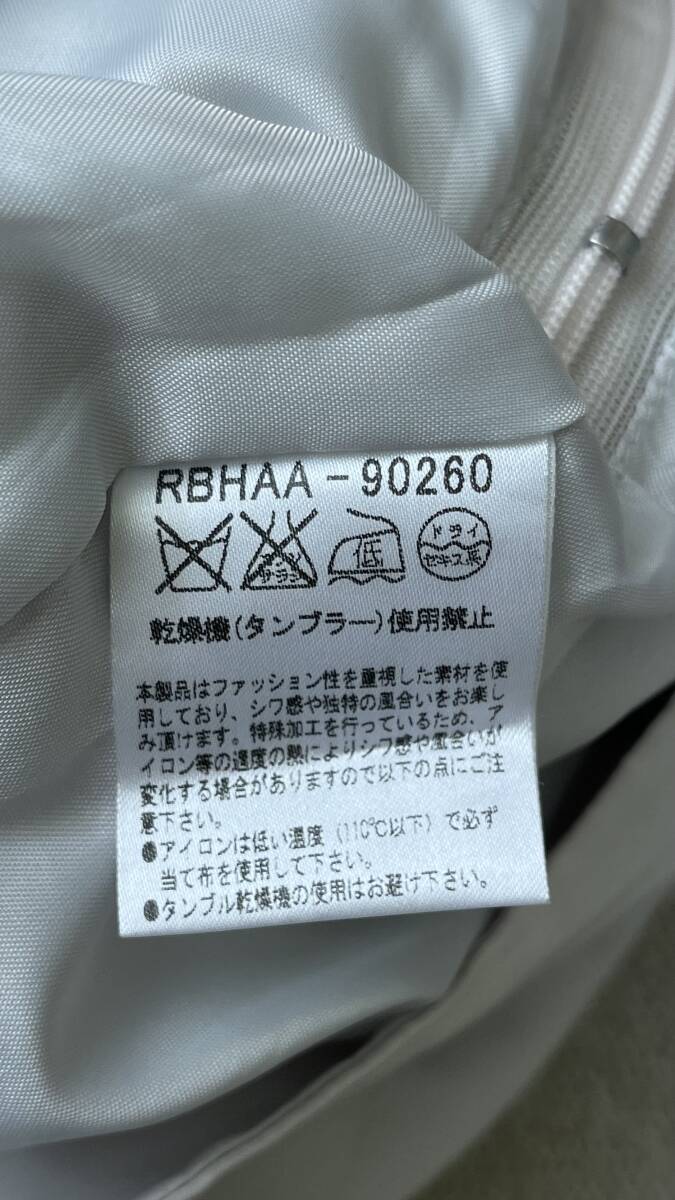 RBHAA-90260
エンソ サラシ 低 ドライ セキユ系
乾燥機(タンブラー)使用禁止
本製品はファッション性を重視した素材を使
用しており、シワ感や独特の風合いをお楽し
み頂けます。特殊加工を行っているため、ア
イロン等の過度の熱によりシワ感や風合いが
変化する場合がありますので以下の点にご注
意下さい。
●アイロンは低い温度(110℃以下)で必ず
当て布を使用して下さい。
●タンブル乾燥機の使用はお避け下さい。